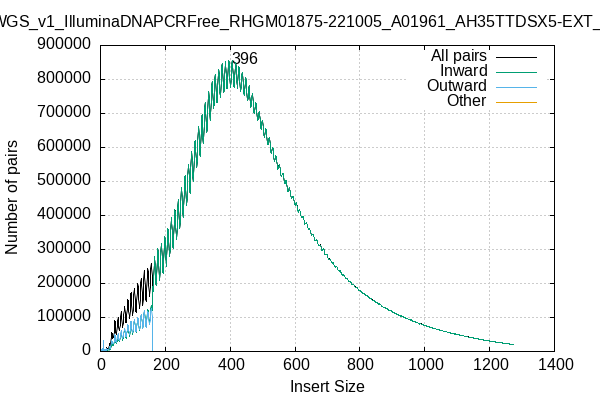 WGS_v1_IlluminaDNAPCRFree_RHGM01875-221005_A01961_AH35TTDSX5-EXT_
900000
800000
700000
600000
500000
400000
300000
200000
100000
0
Number of pairs
396
All pairs
Inward
Outward
Other
0 200 400 600 800 1000 1200 1400
Insert Size